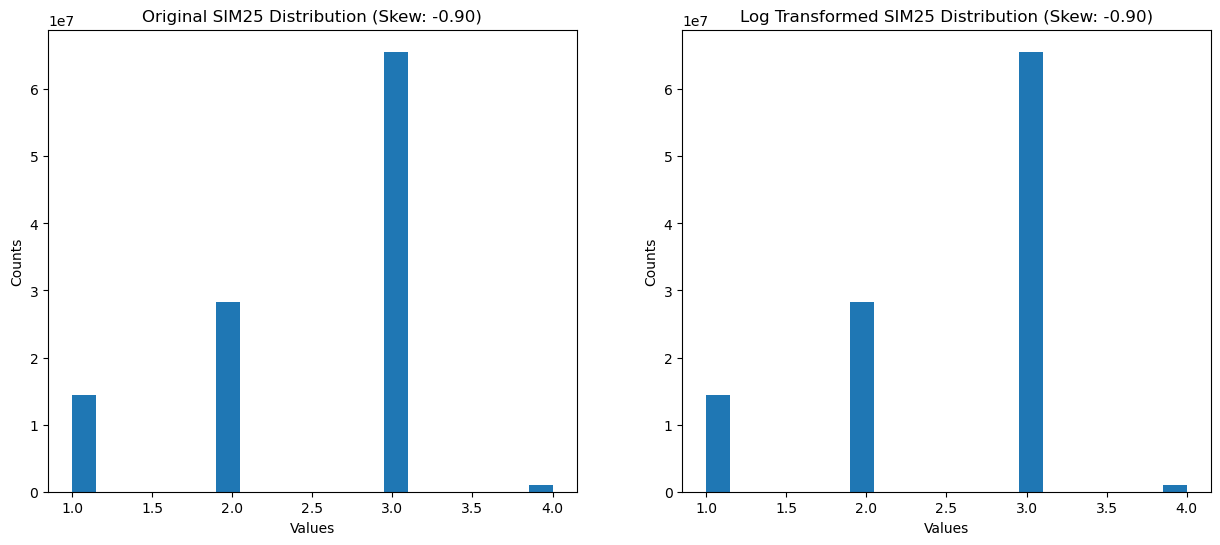 Original SIM25 Distribution (Skew: -0.90)
1e7
6
5
4
3
2
1
0
Counts
1.0 1.5 2.0 2.5 3.0 3.5 4.0
Values
Log Transformed SIM25 Distribution (Skew: -0.90)
1e7
6
5
4
3
2
1
0
Counts
1.0 1.5 2.0 2.5 3.0 3.5 4.0
Values